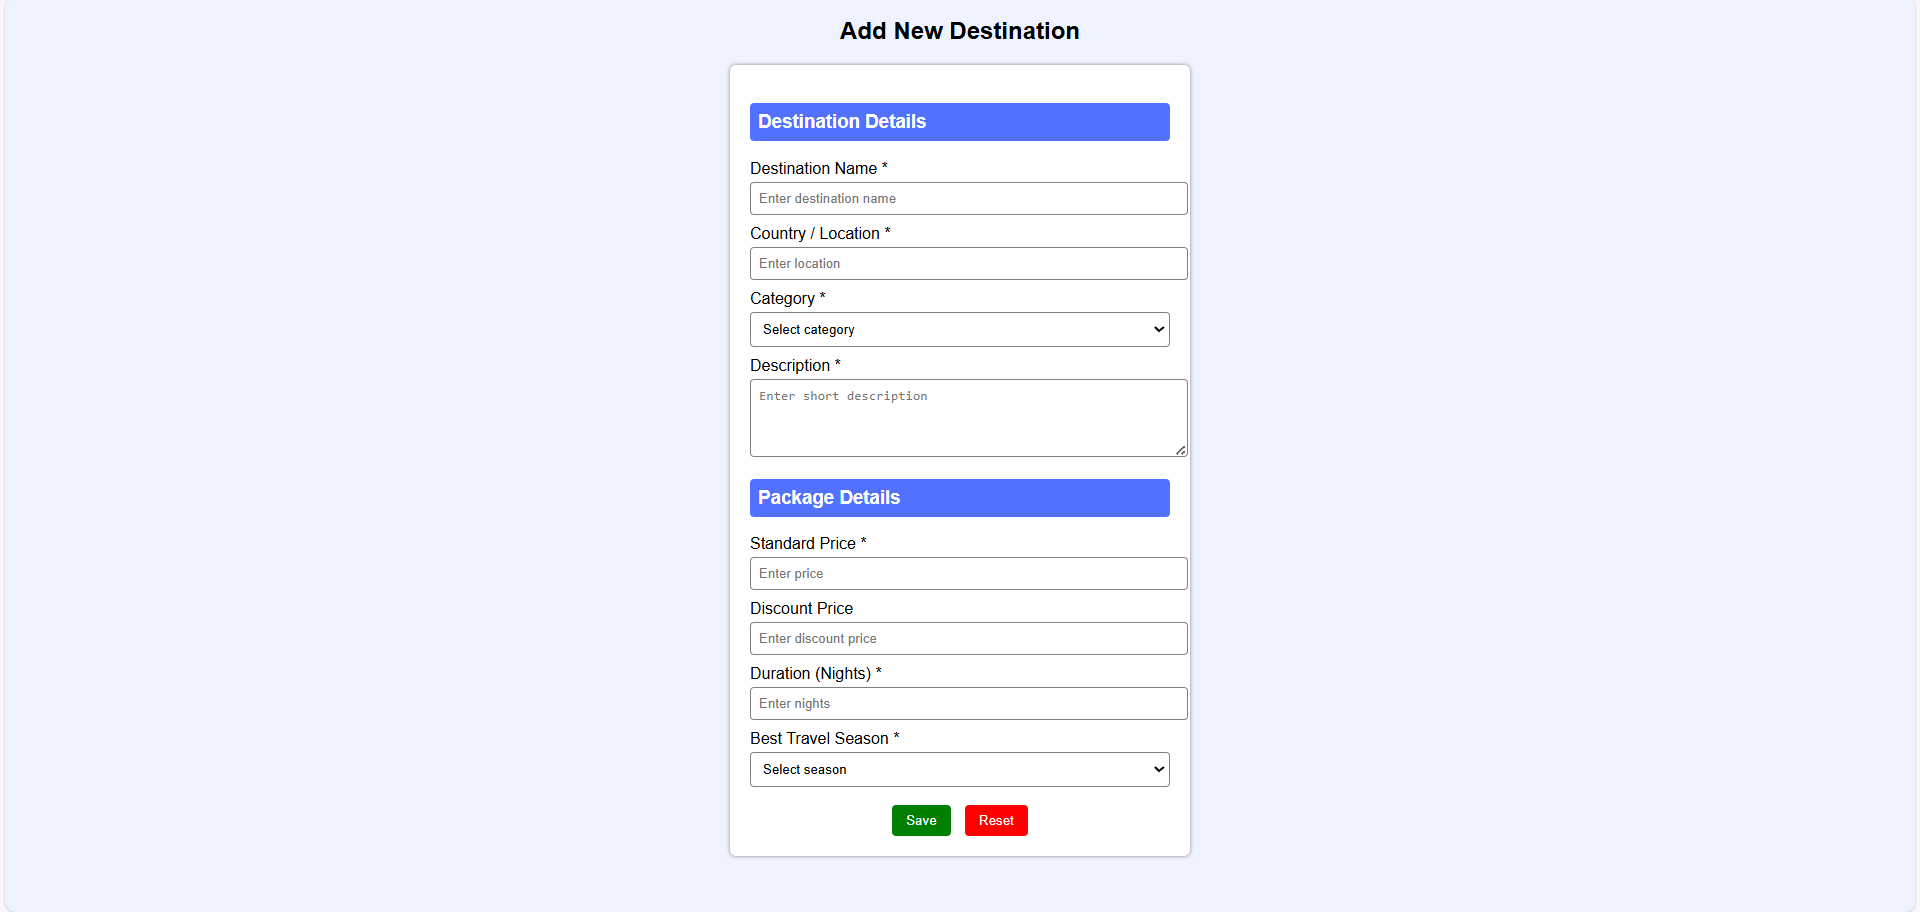 Add New Destination
Destination Details
Destination Name *
Enter destination name
Country / Location *
Enter location
Category *
Select category
Description *
Enter short description
Package Details
Standard Price *
Enter price
Discount Price
Enter discount price
Duration (Nights) *
Enter nights
Best Travel Season *
Select season
Save Reset